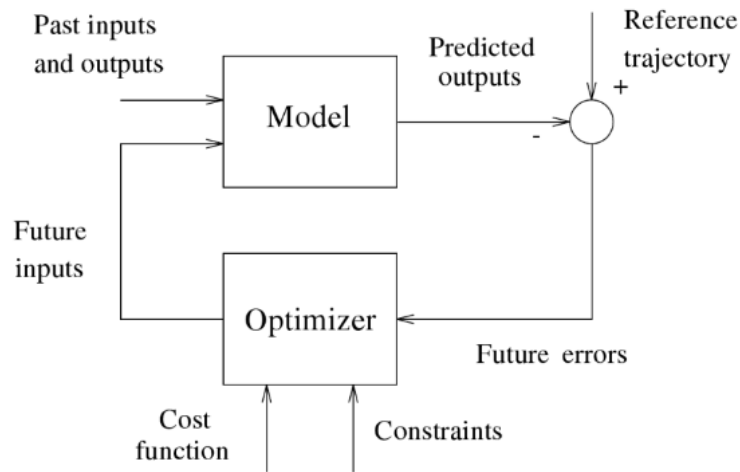 Past inputs
and outputs
Model
Predicted
outputs
Reference
trajectory
+
-
Future
inputs
Optimizer
Future errors
Cost
function
Constraints